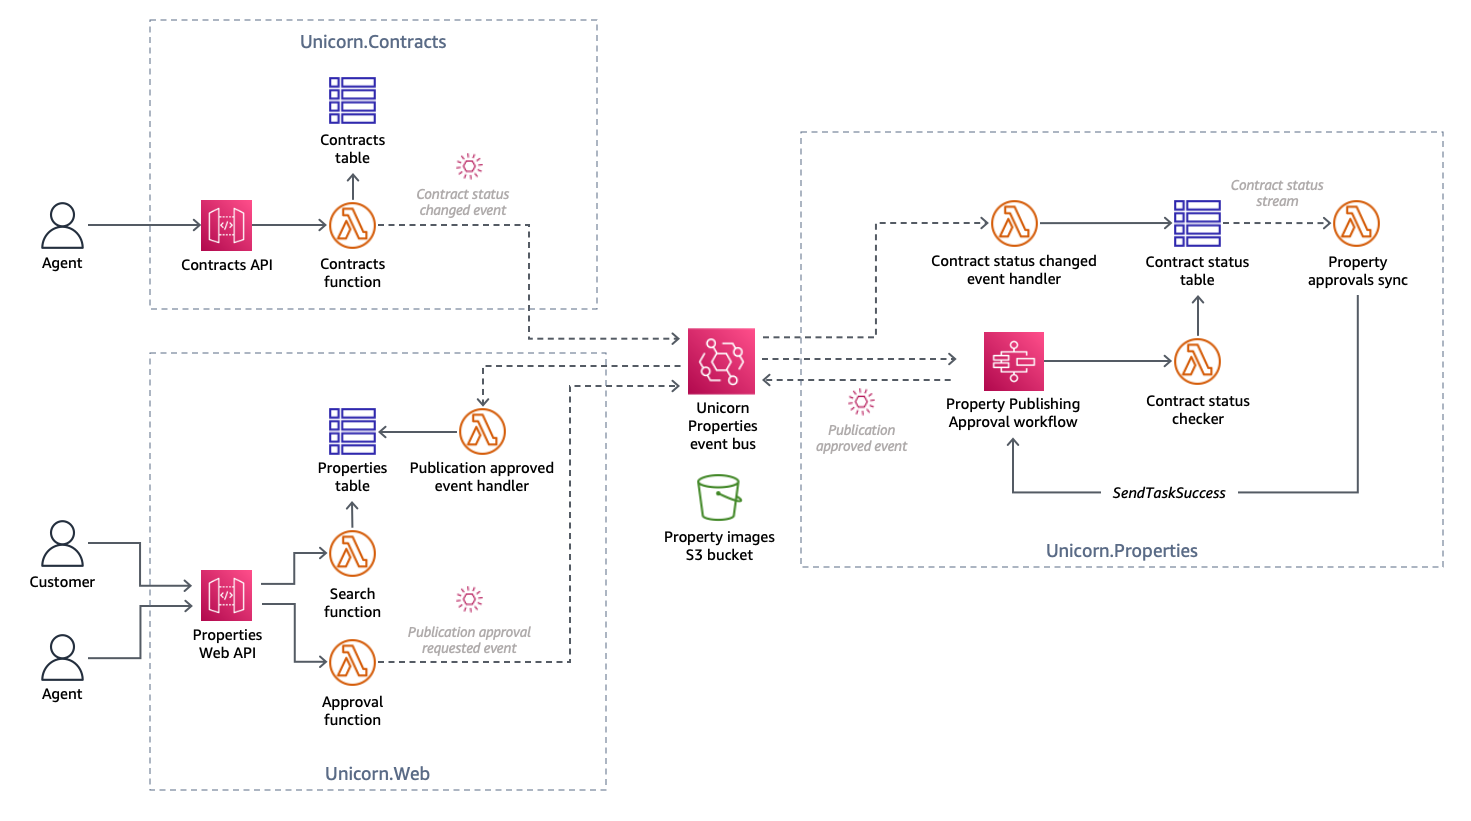 Unicorn.Contracts
Contracts
table
Contract status
changed event
Agent
Contracts API
Contracts
function
Unicorn.Web
Properties
table
Publication approved
event handler
Customer
Agent
Properties
Web API
Search
function
Publication approval
requested event
Approval
function
Unicorn
Properties
event bus
Property images
S3 bucket
Unicorn.Properties
Contract status changed
event handler
Contract status
table
Contract status
stream
Property
approvals sync
Publication
approved event
Property Publishing
Approval workflow
Contract status
checker
SendTaskSuccess